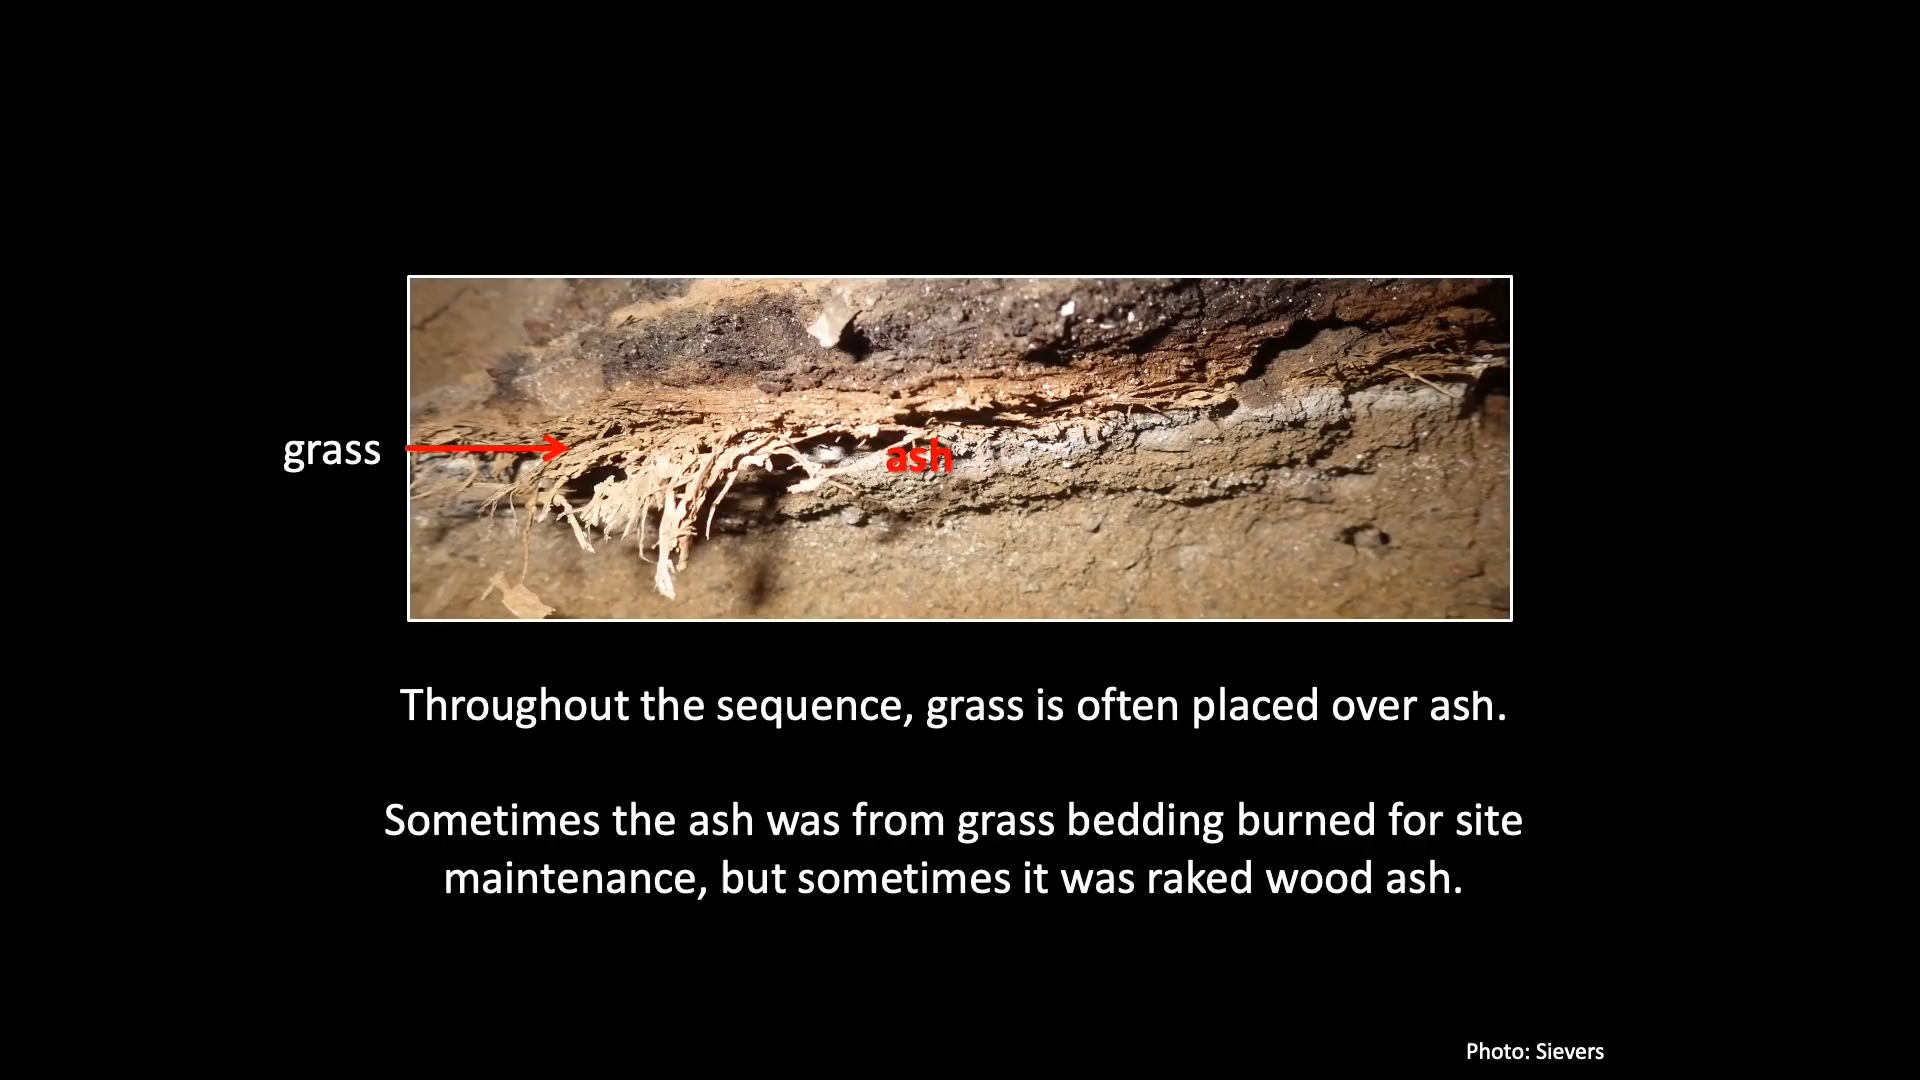 grass
ash
Throughout the sequence, grass is often placed over ash.
Sometimes the ash was from grass bedding burned for site
maintenance, but sometimes it was raked wood ash.
Photo: Sievers